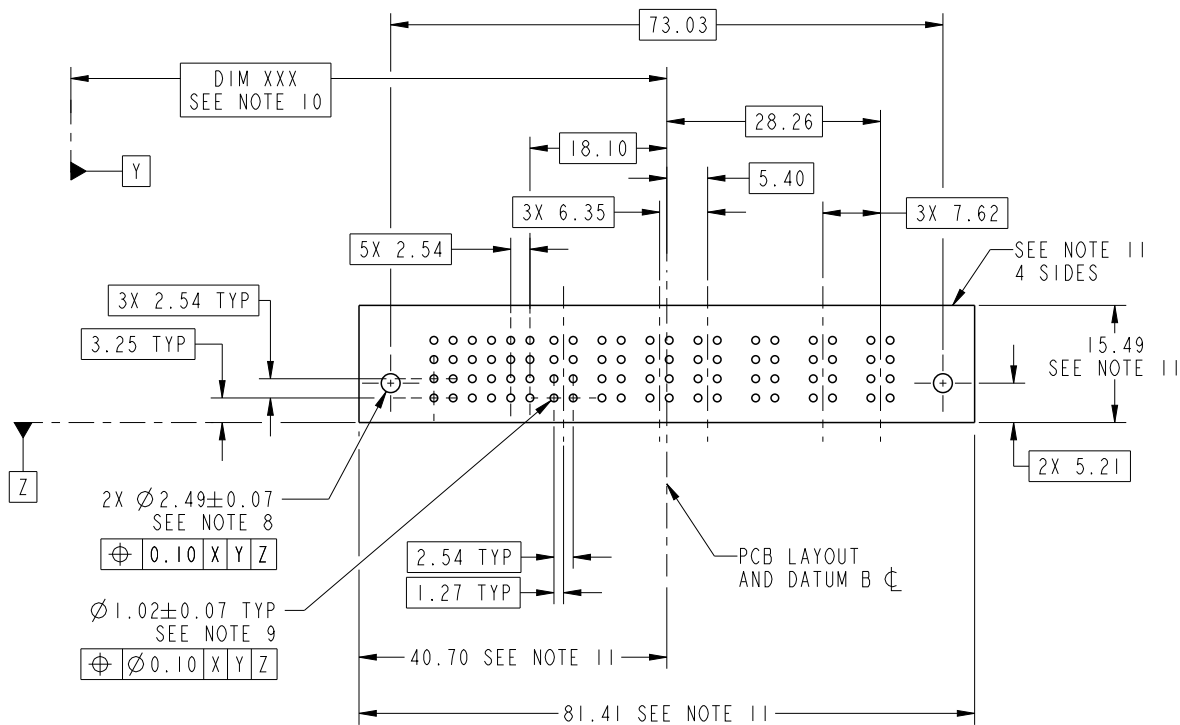 73.03
DIM XXX
SEE NOTE 10
28.26
18.10
Y
5.40
3X 6.35
3X 7.62
5X 2.54
SEE NOTE 11
4 SIDES
3X 2.54 TYP
3.25 TYP
15.49
SEE NOTE 11
Z
2X 5.21
2X Ø2.49±0.07
SEE NOTE 8
⌖ 0.10 X Y Z
2.54 TYP
PCB LAYOUT
AND DATUM B ℄
1.27 TYP
Ø1.02±0.07 TYP
SEE NOTE 9
⌖ Ø0.10 X Y Z
40.70 SEE NOTE 11
81.41 SEE NOTE 11